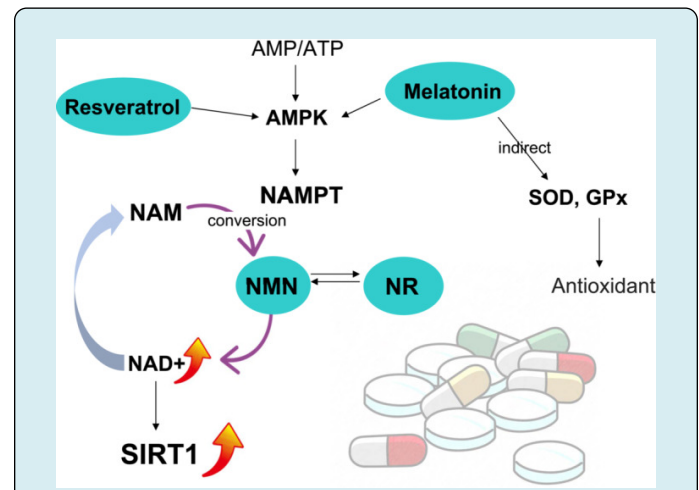 AMP/ATP
Resveratrol
Melatonin
AMPK
indirect
NAMPT
SOD, GPx
NAM
conversion
NMN
NR
Antioxidant
NAD+
SIRT1